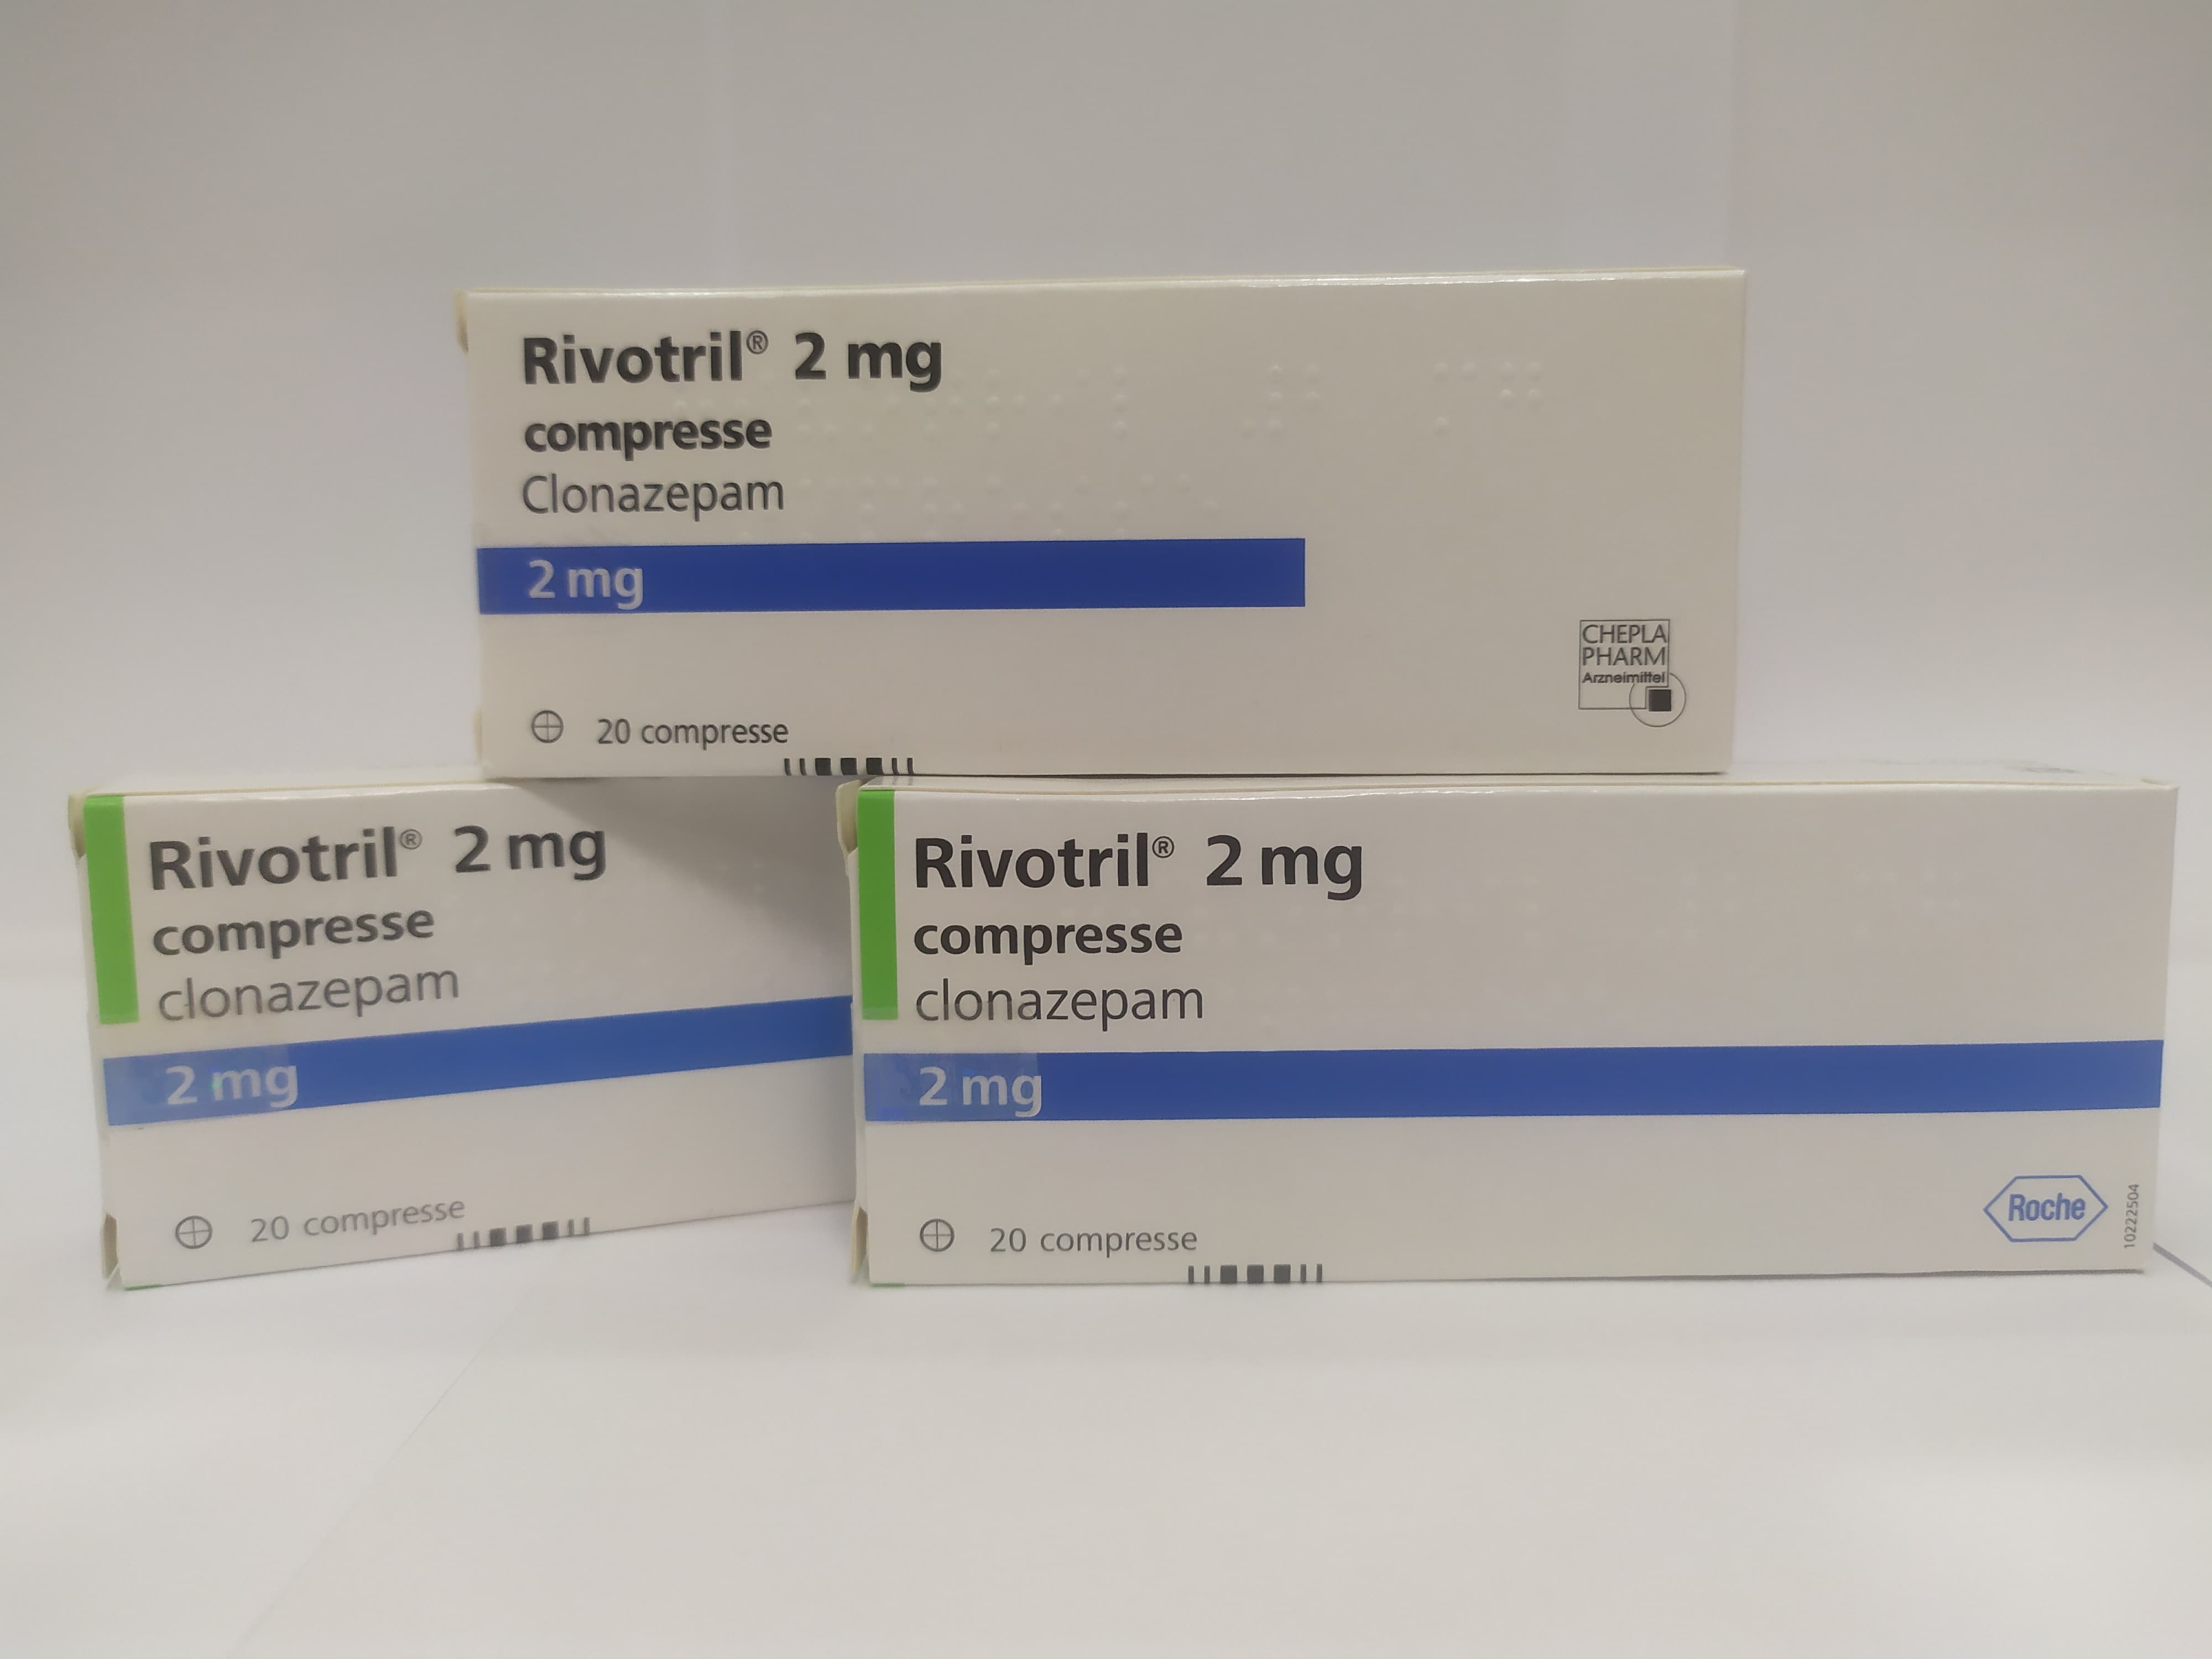 Rivotril® 2 mg
compresse
Clonazepam
2 mg
20 compresse
CHEPLA
PHARM
Arzneimittel
Rivotril® 2 mg
compresse
clonazepam
2 mg
20 compresse
Rivotril® 2 mg
compresse
clonazepam
2 mg
20 compresse
Roche
10222504